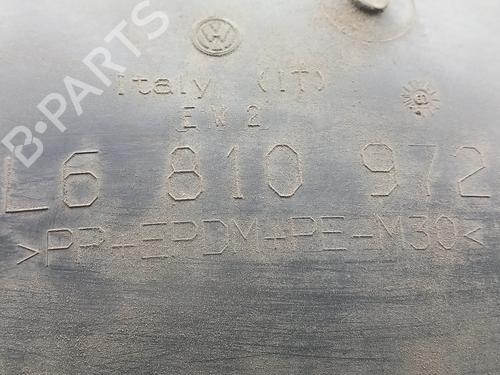 B-PARTS
Italy (IT)
EW2
L6 810 972
>PP+EPDM+PE-M30<